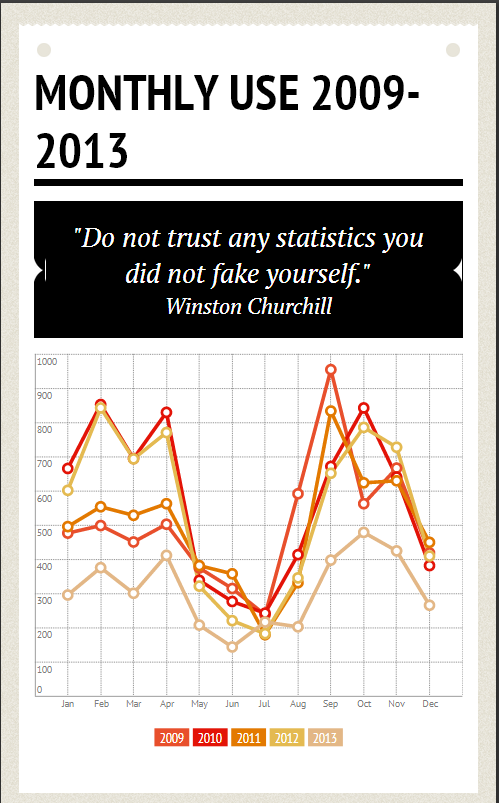 MONTHLY USE 2009-
2013
"Do not trust any statistics you
did not fake yourself."
Winston Churchill
1000
900
800
700
600
500
400
300
200
100
0
Jan Feb Mar Apr May Jun Jul Aug Sep Oct Nov Dec
2009 2010 2011 2012 2013